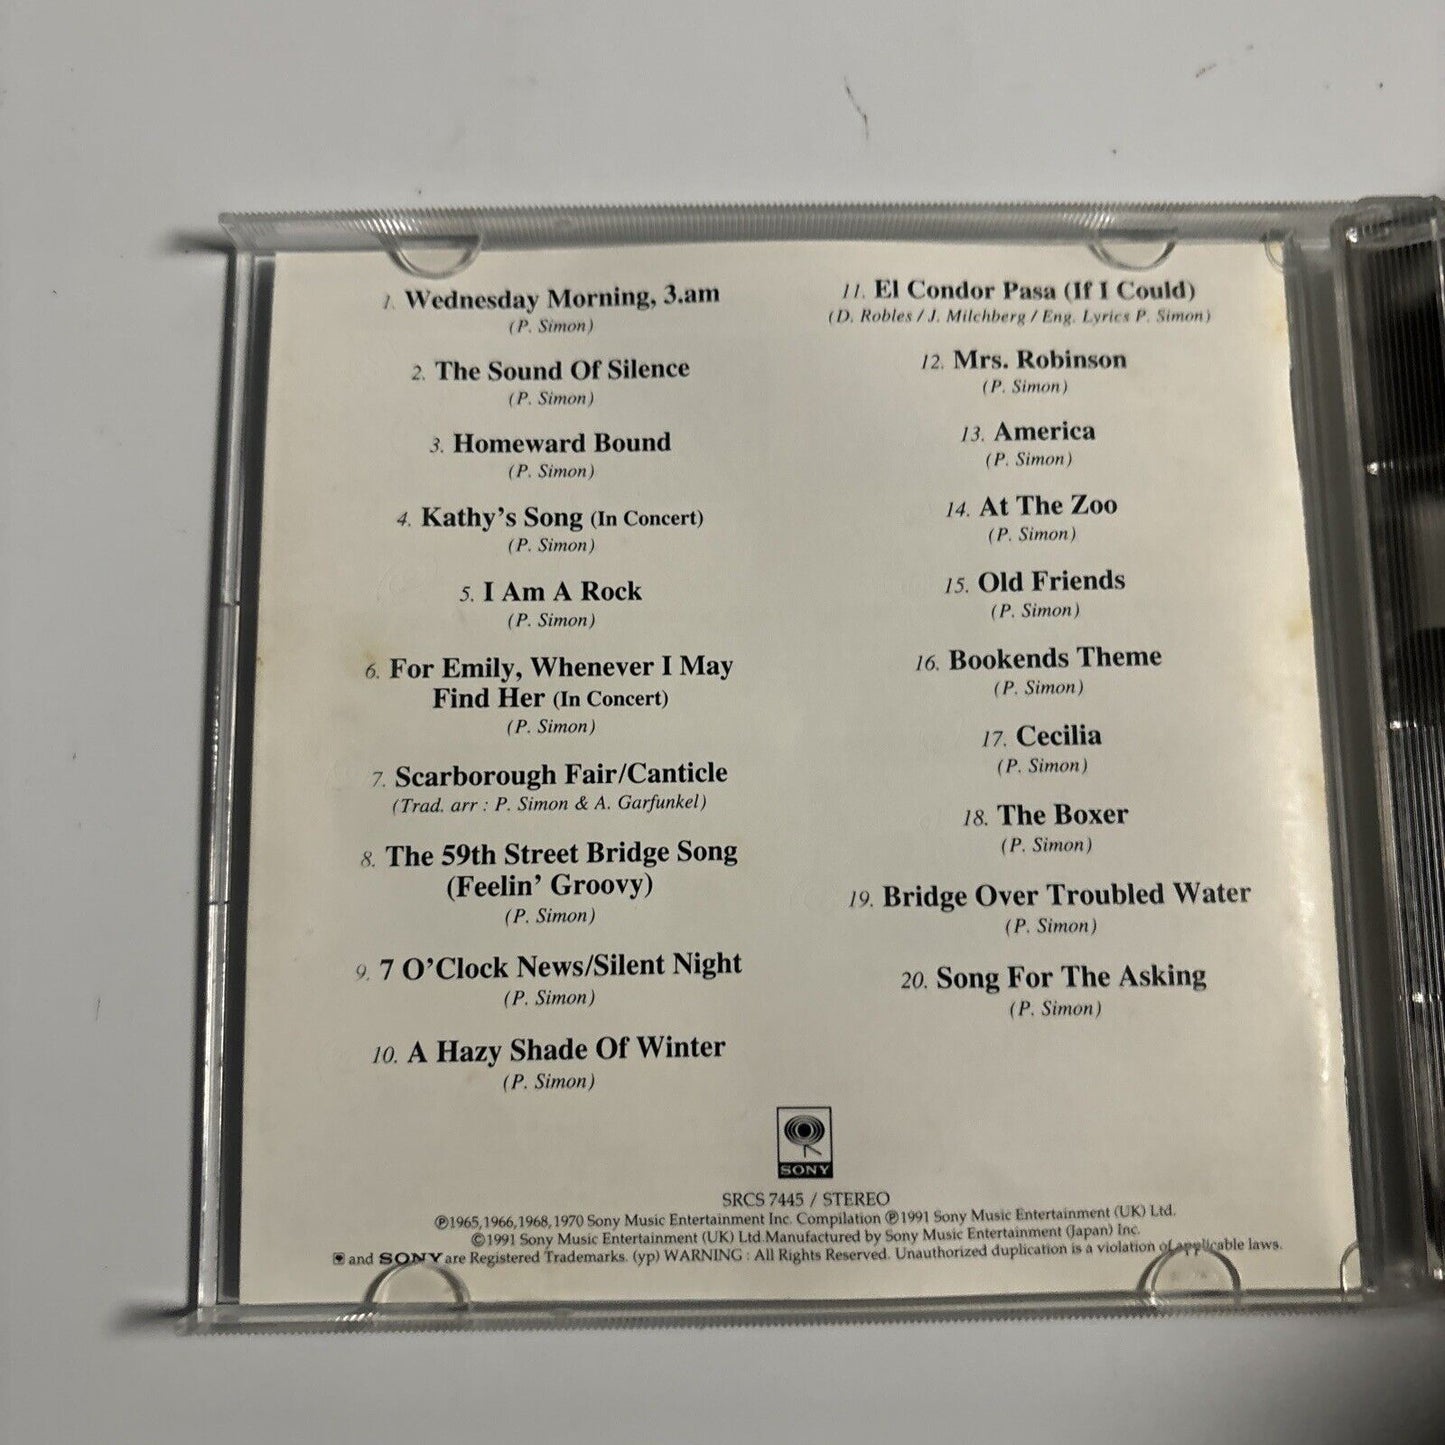 1. Wednesday Morning, 3.am
(P. Simon)
2. The Sound Of Silence
(P. Simon)
3. Homeward Bound
(P. Simon)
4. Kathy's Song (In Concert)
(P. Simon)
5. I Am A Rock
(P. Simon)
6. For Emily, Whenever I May
Find Her (In Concert)
(P. Simon)
7. Scarborough Fair/Canticle
(Trad. arr : P. Simon & A. Garfunkel)
8. The 59th Street Bridge Song
(Feelin' Groovy)
(P. Simon)
9. 7 O'Clock News/Silent Night
(P. Simon)
10. A Hazy Shade Of Winter
(P. Simon)
11. El Condor Pasa (If I Could)
(D. Robles / J. Milchberg / Eng. Lyrics P. Simon)
12. Mrs. Robinson
(P. Simon)
13. America
(P. Simon)
14. At The Zoo
(P. Simon)
15. Old Friends
(P. Simon)
16. Bookends Theme
(P. Simon)
17. Cecilia
(P. Simon)
18. The Boxer
(P. Simon)
19. Bridge Over Troubled Water
(P. Simon)
20. Song For The Asking
(P. Simon)
SONY
SRCS 7445 / STEREO
℗1965,1966,1968,1970 Sony Music Entertainment Inc. Compilation ℗1991 Sony Music Entertainment (UK) Ltd.
©1991 Sony Music Entertainment (UK) Ltd.Manufactured by Sony Music Entertainment (Japan) Inc.
and SONY are Registered Trademarks. (yp) WARNING : All Rights Reserved. Unauthorized duplication is a violation of applicable laws.